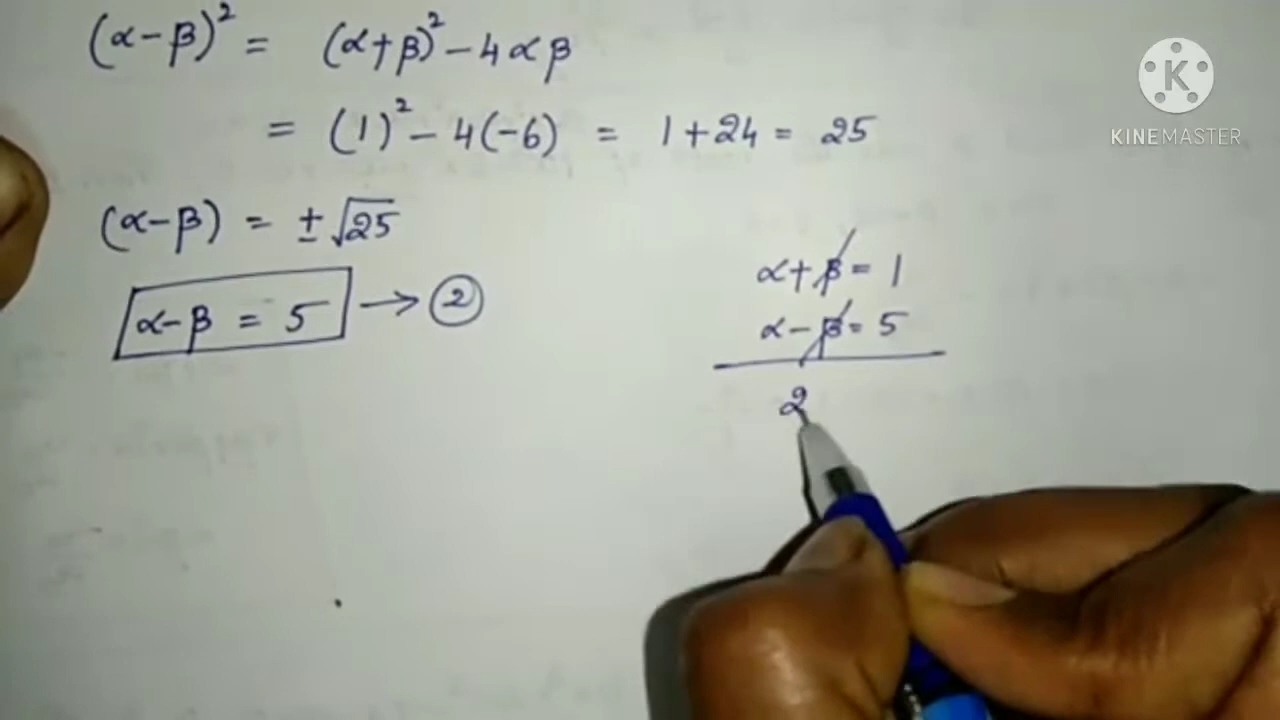 (α-β)² = (α+β)² - 4αβ
= (1)² - 4(-6) = 1+24 = 25
(α-β) = ±√25
α-β = 5 → ②
α+β = 1
α-β = 5
2
K
KINEMASTER